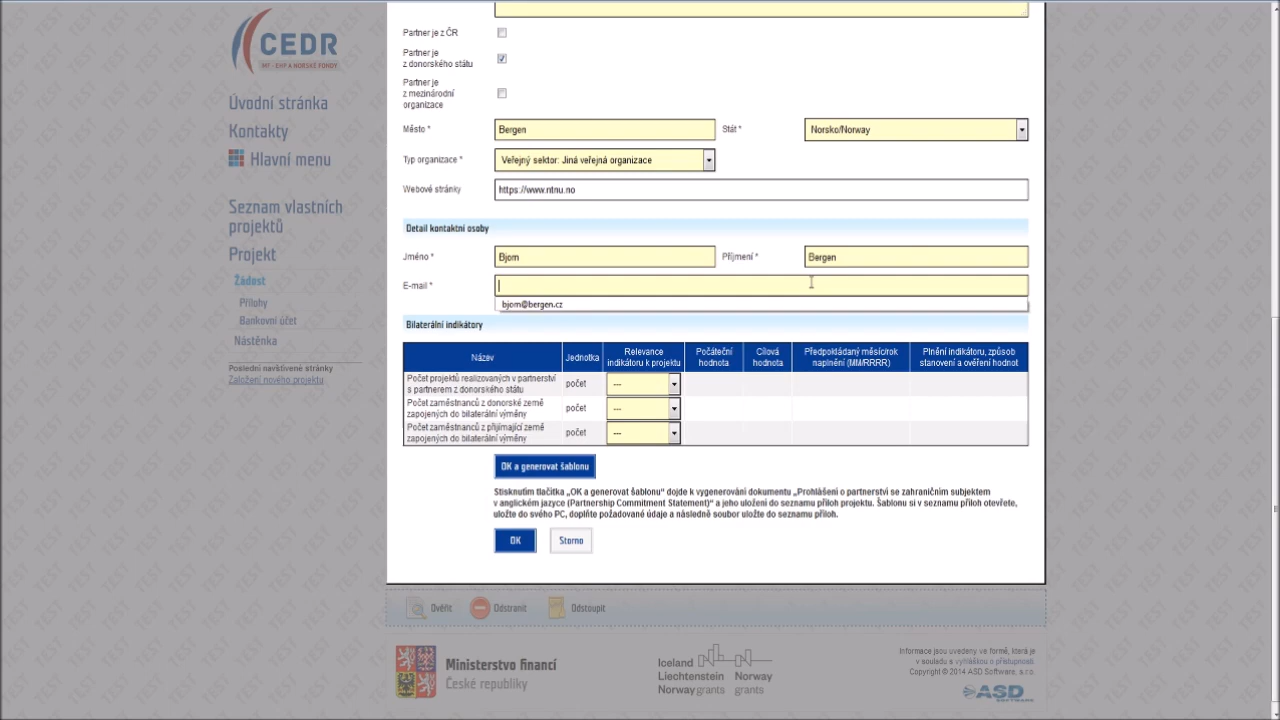 CEDR
MF - EHP A NORSKÉ FONDY
Úvodní stránka
Kontakty
Hlavní menu
Seznam vlastních
projektů
Projekt
Žádost
Přílohy
Bankovní účet
Nástěnka
Poslední navštívené stránky
Založení nového projektu
Partner je z ČR
Partner je
z donorského státu
Partner je
z mezinárodní
organizace
Město * Bergen Stát * Norsko/Norway
Typ organizace * Veřejný sektor: Jiná veřejná organizace
Webové stránky https://www.ntnu.no
Detail kontaktní osoby
Jméno * Bjorn Příjmení * Bergen
E-mail *
bjorn@bergen.cz
Bilaterální indikátory
Název Jednotka Relevance indikátoru k projektu Počáteční hodnota Cílová hodnota Předpokládaný měsíc/rok naplnění (MM/RRRR) Plnění indikátoru, způsob stanovení a ověření hodnot
Počet projektů realizovaných v partnerství
s partnerem z donorského státu počet ---
Počet zaměstnanců z donorské země
zapojených do bilaterální výměny počet ---
Počet zaměstnanců z přijímající země
zapojených do bilaterální výměny počet ---
OK a generovat šablonu
Stisknutím tlačítka „OK a generovat šablonu“ dojde k vygenerování dokumentu „Prohlášení o partnerství se zahraničním subjektem
v anglickém jazyce (Partnership Commitment Statement)“ a jeho uložení do seznamu příloh projektu. Šablonu si v seznamu příloh otevřete,
uložte do svého PC, doplňte požadované údaje a následně soubor uložte do seznamu příloh.
OK Storno
Ověřit Odstranit Odstoupit
Ministerstvo financí
České republiky
Iceland
Liechtenstein Norway
Norway grants grants
Informace jsou uvedeny ve formě, která je
v souladu s vyhláškou o přístupnosti.
Copyright © 2014 ASD Software, s.r.o.
ASD
SOFTWARE
TEST